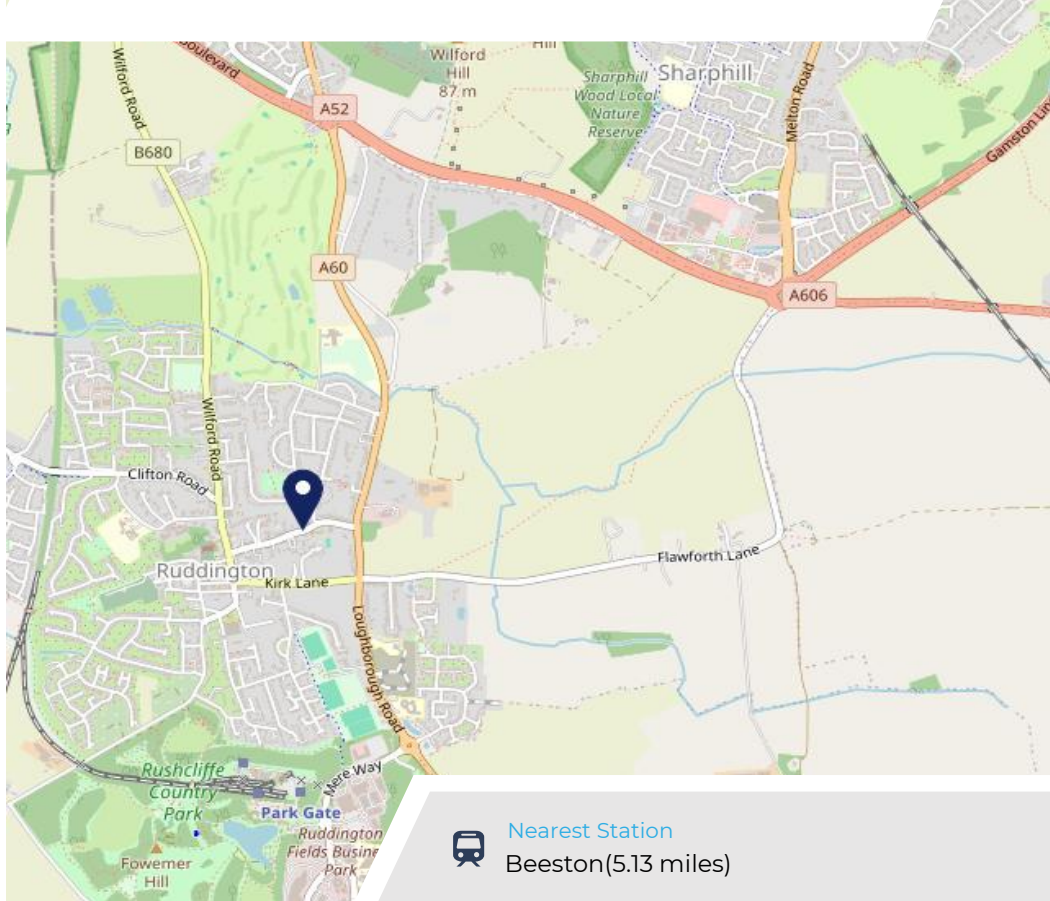 Boulevard
Wilford
Hill
87 m
Hill
Sharphill
Wood Local
Nature
Reserve
Sharphill
Melton Road
Gamston Lin
Wilford Road
A52
B680
A60
A606
Wilford Road
Clifton Road
Ruddington
Kirk Lane
Flawforth Lane
Loughborough Road
Mere Way
Rushcliffe
Country
Park
Park Gate
Ruddington
Fields Busine
Park
Fowemer
Hill
Nearest Station
Beeston(5.13 miles)